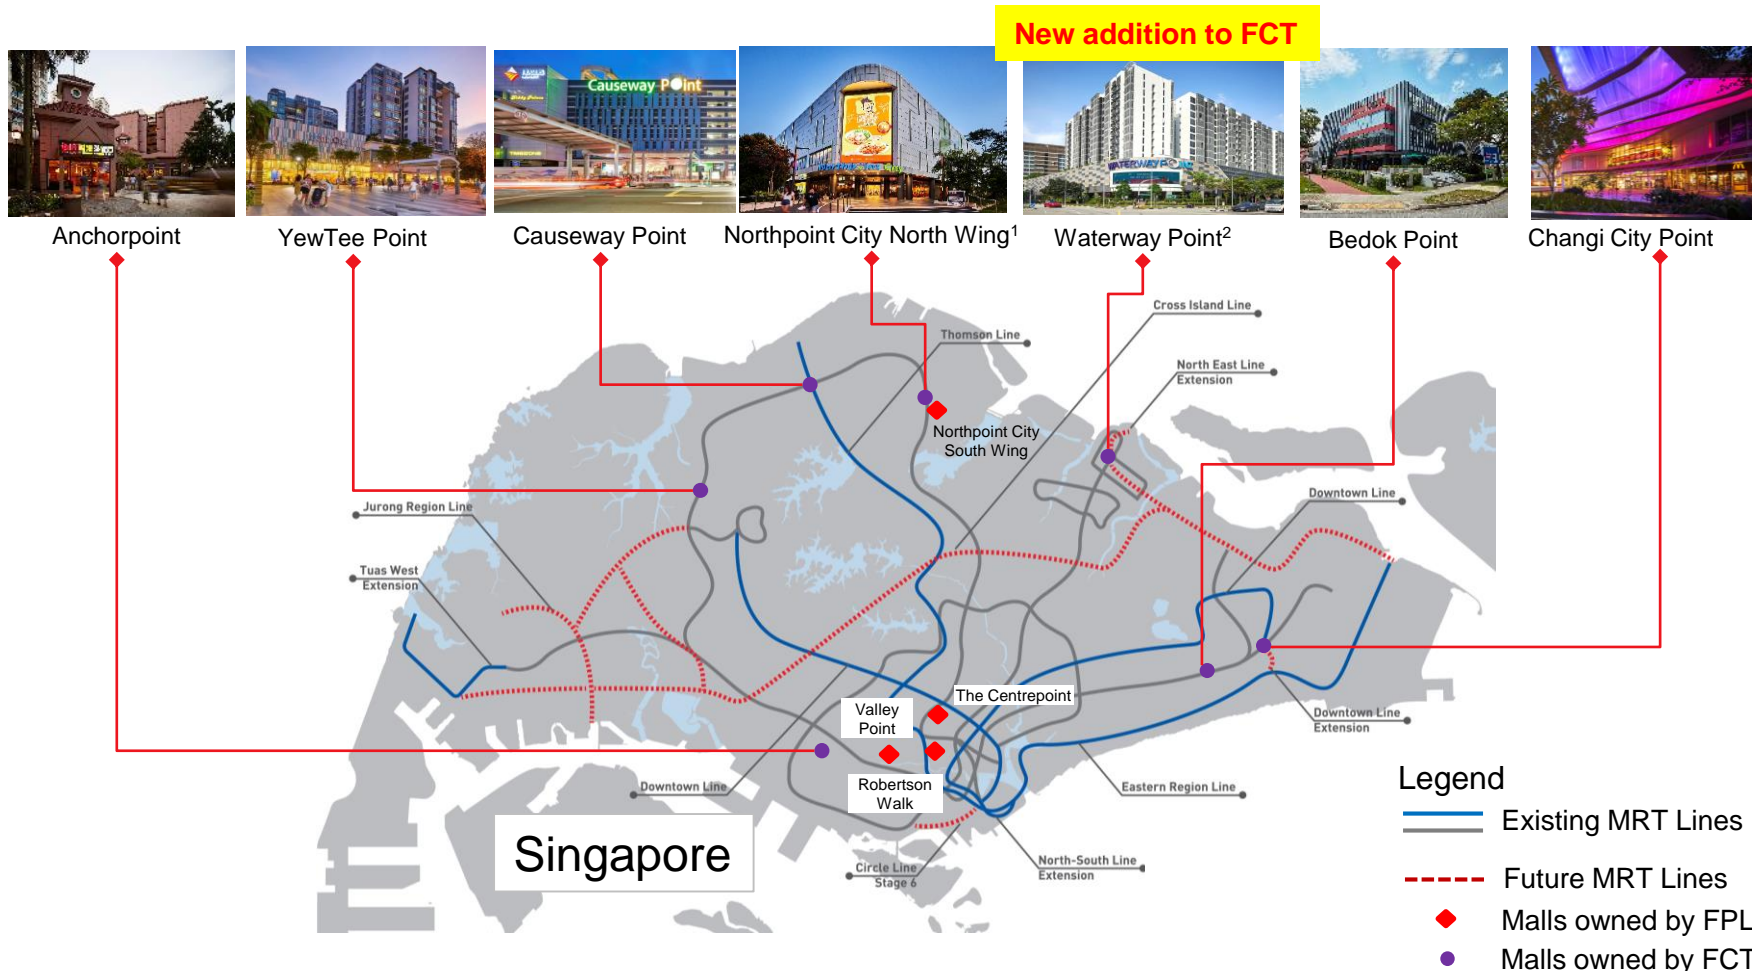 New addition to FCT
Causeway Point
WATERWAY POINT
Anchorpoint
YewTee Point
Causeway Point
Northpoint City North Wing1
Waterway Point2
Bedok Point
Changi City Point
Cross Island Line
Thomson Line
North East Line
Extension
Northpoint City
South Wing
Jurong Region Line
Downtown Line
Tuas West
Extension
The Centrepoint
Valley
Point
Downtown Line
Extension
Robertson
Walk
Downtown Line
Eastern Region Line
Singapore
Circle Line
Stage 6
North-South Line
Extension
Legend
Existing MRT Lines
Future MRT Lines
Malls owned by FPL
Malls owned by FCT